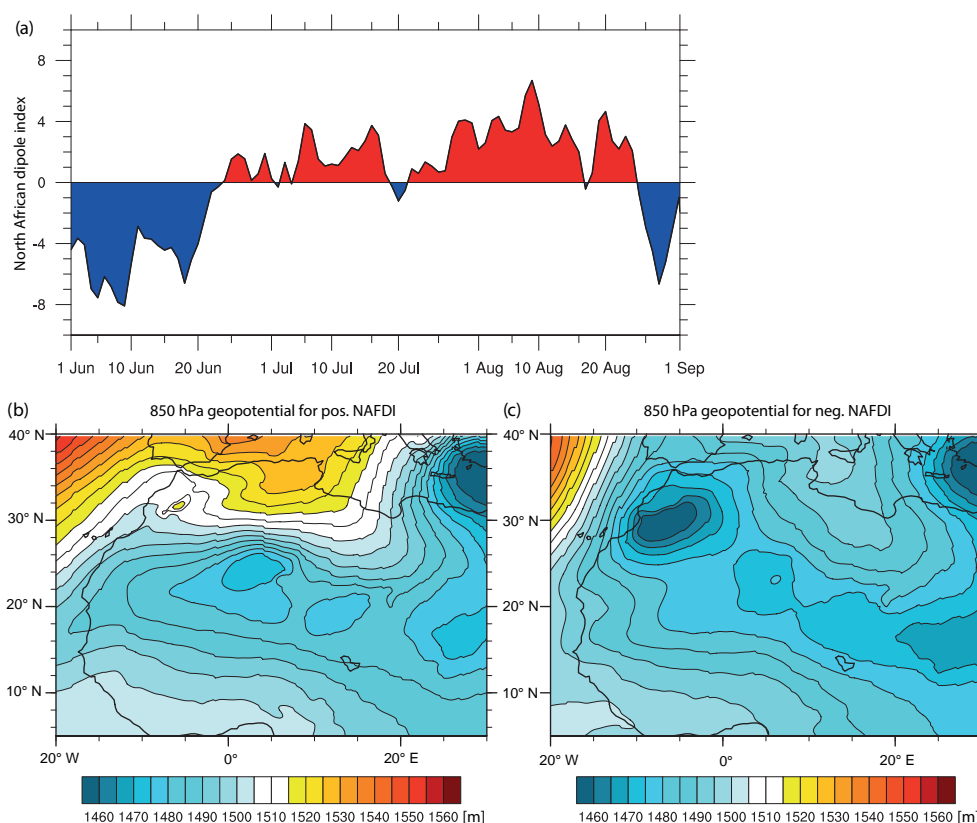 (a)
North African dipole index
8
4
0
-4
-8
1 Jun 10 Jun 20 Jun 1 Jul 10 Jul 20 Jul 1 Aug 10 Aug 20 Aug 1 Sep
(b) 850 hPa geopotential for pos. NAFDI
40° N
30° N
20° N
10° N
20° W 0° 20° E
1460 1470 1480 1490 1500 1510 1520 1530 1540 1550 1560 [m]
(c) 850 hPa geopotential for neg. NAFDI
40° N
30° N
20° N
10° N
20° W 0° 20° E
1460 1470 1480 1490 1500 1510 1520 1530 1540 1550 1560 [m]